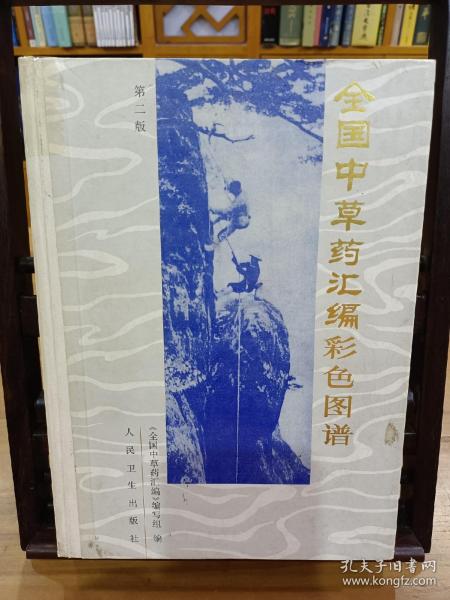 全国中草药汇编彩色图谱
第二版
《全国中草药汇编》编写组 编
人民卫生出版社
孔夫子旧书网
www.kongfz.com